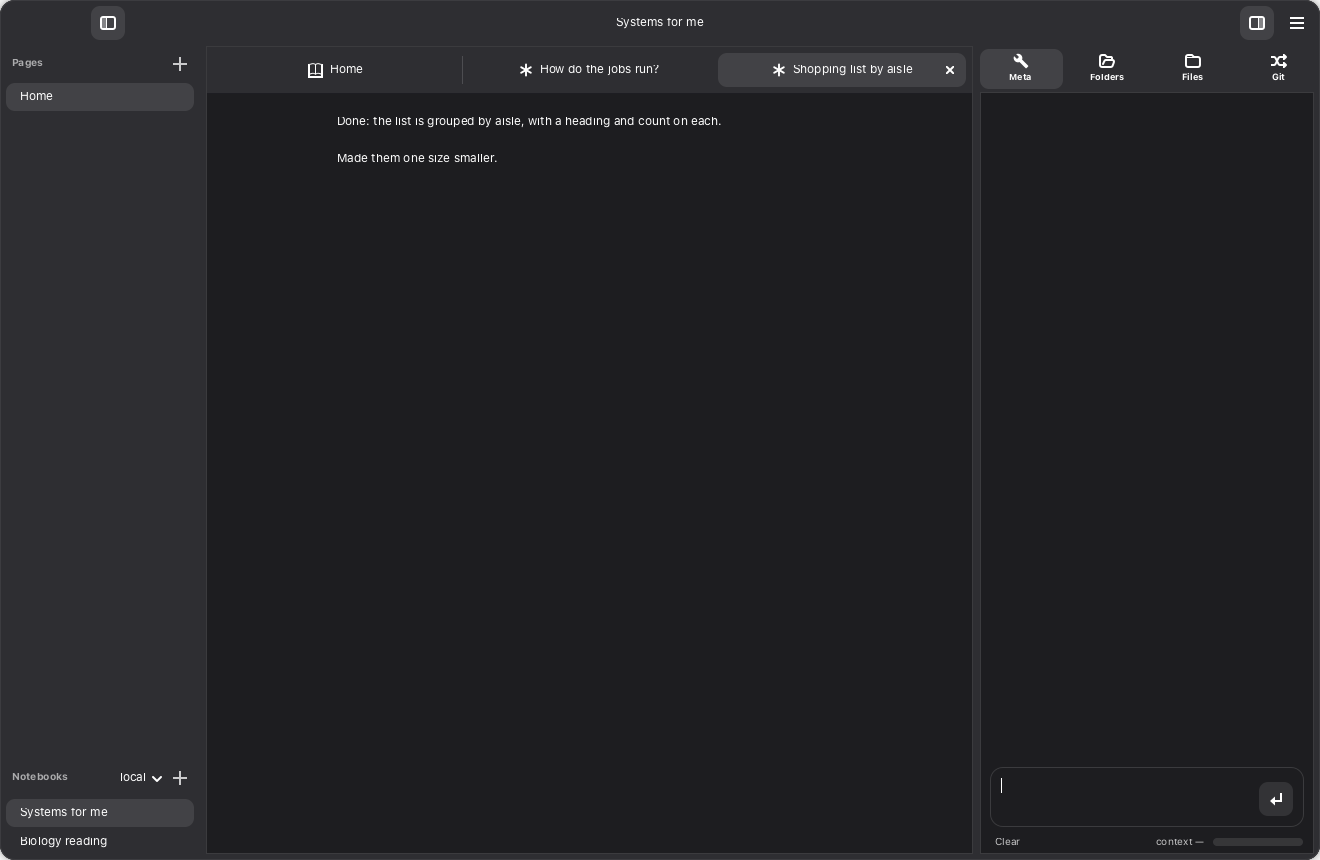 Systems for me
Pages
Home
Home
How do the jobs run?
Shopping list by aisle
Meta
Folders
Files
Git
Done: the list is grouped by aisle, with a heading and count on each.
Made them one size smaller.
Notebooks
local
Systems for me
Biology reading
Clear
context —